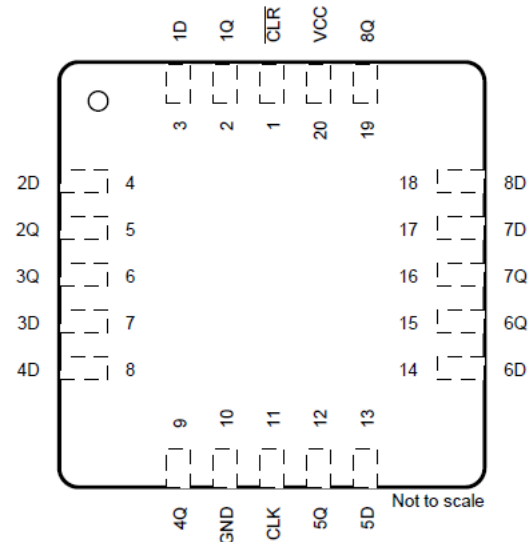 1D 1Q C̅L̅R̅ VCC 8Q
3 2 1 20 19
2D 4 18 8D
2Q 5 17 7D
3Q 6 16 7Q
3D 7 15 6Q
4D 8 14 6D
9 10 11 12 13
Not to scale
4Q GND CLK 5Q 5D